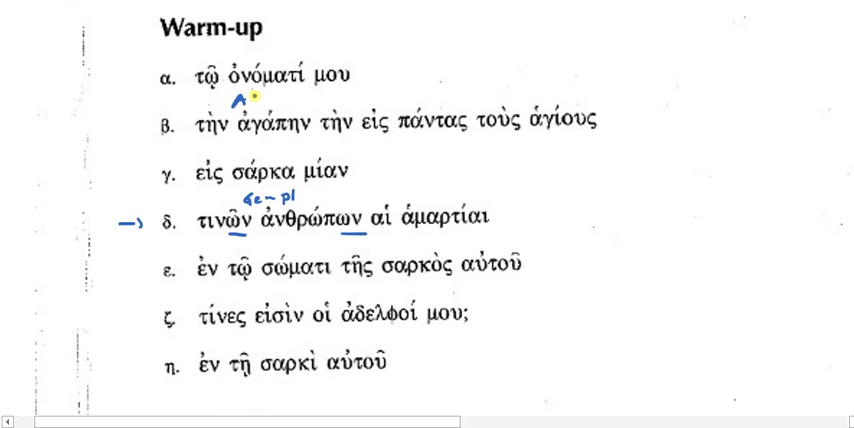 Warm-up
α. τῷ ὀνόματί μου
A
β. τὴν ἀγάπην τὴν εἰς πάντας τοὺς ἁγίους
γ. εἰς σάρκα μίαν
Ge- pl
δ. τινῶν ἀνθρώπων αἱ ἁμαρτίαι
ε. ἐν τῷ σώματι τῆς σαρκὸς αὐτοῦ
ζ. τίνες εἰσὶν οἱ ἀδελφοί μου;
η. ἐν τῇ σαρκὶ αὐτοῦ